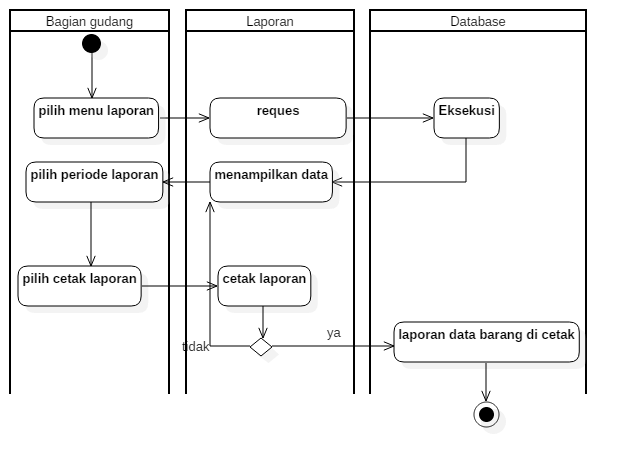 Bagian gudang
Laporan
Database
pilih menu laporan
reques
Eksekusi
pilih periode laporan
menampilkan data
pilih cetak laporan
cetak laporan
tidak
ya
laporan data barang di cetak